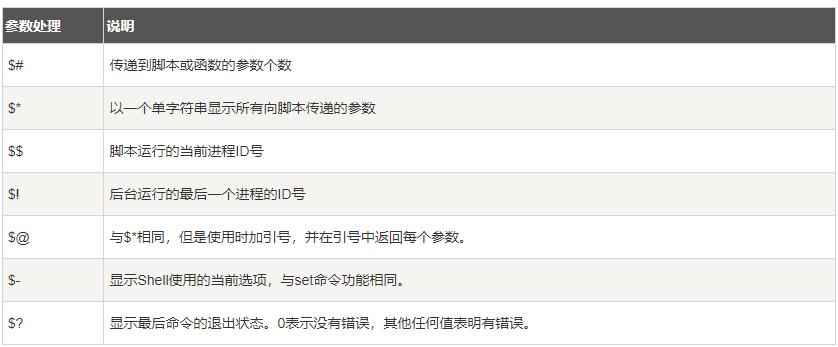 参数处理 说明
$# 传递到脚本或函数的参数个数
$* 以一个单字符串显示所有向脚本传递的参数
$$ 脚本运行的当前进程ID号
$! 后台运行的最后一个进程的ID号
$@ 与$*相同，但是使用时加引号，并在引号中返回每个参数。
$- 显示Shell使用的当前选项，与set命令功能相同。
$? 显示最后命令的退出状态。0表示没有错误，其他任何值表明有错误。